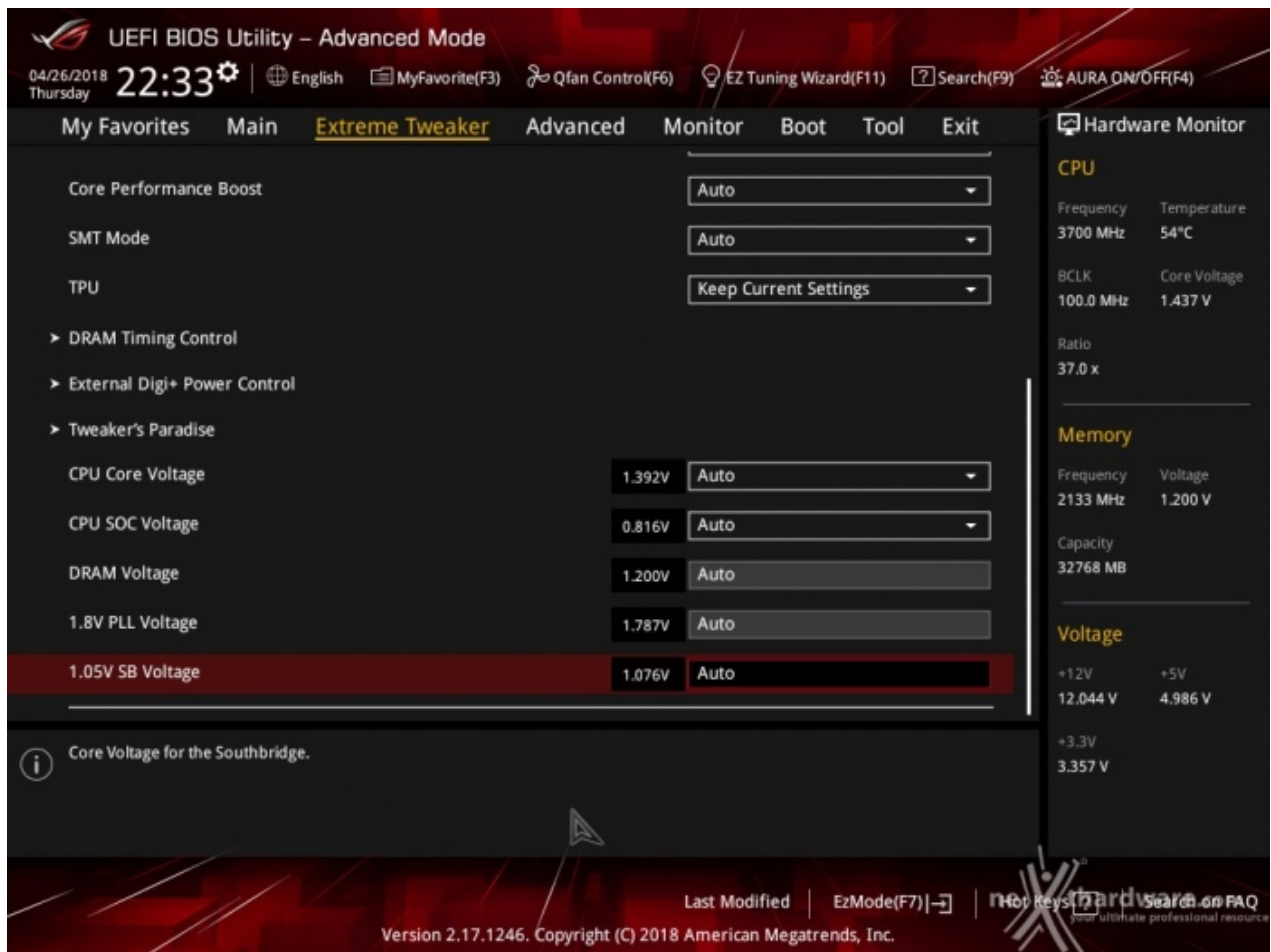 UEFI BIOS Utility – Advanced Mode
04/26/2018
Thursday
22:33
English
MyFavorite(F3)
Qfan Control(F6)
EZ Tuning Wizard(F11)
Search(F9)
AURA ON/OFF(F4)
My Favorites Main Extreme Tweaker Advanced Monitor Boot Tool Exit
Core Performance Boost Auto
SMT Mode Auto
TPU Keep Current Settings
DRAM Timing Control
External Digi+ Power Control
Tweaker's Paradise
CPU Core Voltage 1.392V Auto
CPU SOC Voltage 0.816V Auto
DRAM Voltage 1.200V Auto
1.8V PLL Voltage 1.787V Auto
1.05V SB Voltage 1.076V Auto
Core Voltage for the Southbridge.
Hardware Monitor
CPU
Frequency Temperature
3700 MHz 54°C
BCLK Core Voltage
100.0 MHz 1.437 V
Ratio
37.0 x
Memory
Frequency Voltage
2133 MHz 1.200 V
Capacity
32768 MB
Voltage
+12V +5V
12.044 V 4.986 V
+3.3V
3.357 V
Last Modified
EzMode(F7)
Hot Keys ?
Search on FAQ
your ultimate professional resource
Version 2.17.1246. Copyright (C) 2018 American Megatrends, Inc.